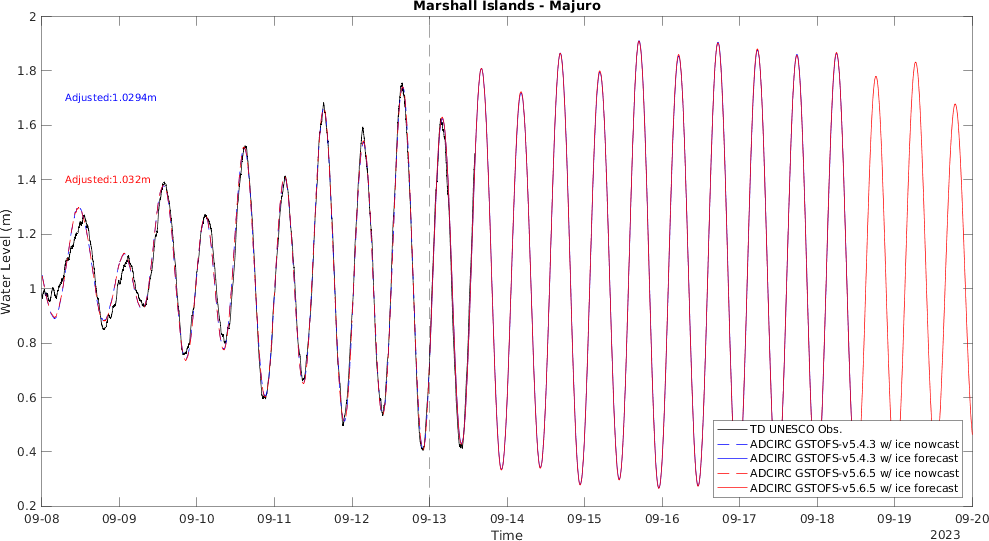 Marshall Islands - Majuro
2
1.8
1.6
1.4
1.2
1
0.8
0.6
0.4
0.2
Water Level (m)
Adjusted:1.0294m
Adjusted:1.032m
TD UNESCO Obs.
ADCIRC GSTOFS-v5.4.3 w/ ice nowcast
ADCIRC GSTOFS-v5.4.3 w/ ice forecast
ADCIRC GSTOFS-v5.6.5 w/ ice nowcast
ADCIRC GSTOFS-v5.6.5 w/ ice forecast
09-08 09-09 09-10 09-11 09-12 09-13 09-14 09-15 09-16 09-17 09-18 09-19 09-20
Time
2023